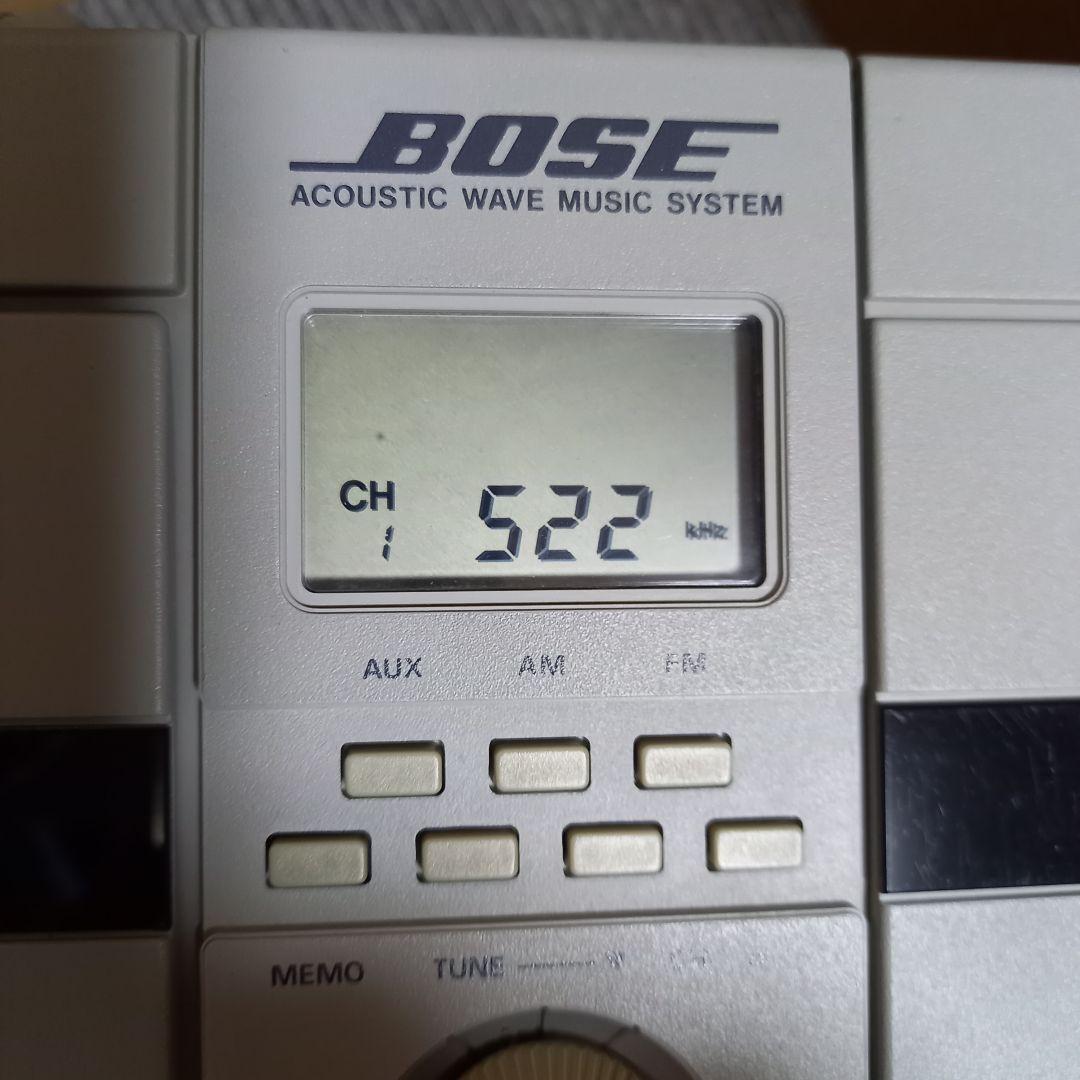 BOSE
ACOUSTIC WAVE MUSIC SYSTEM
CH
1 522 kHz
AUX AM FM
MEMO TUNE